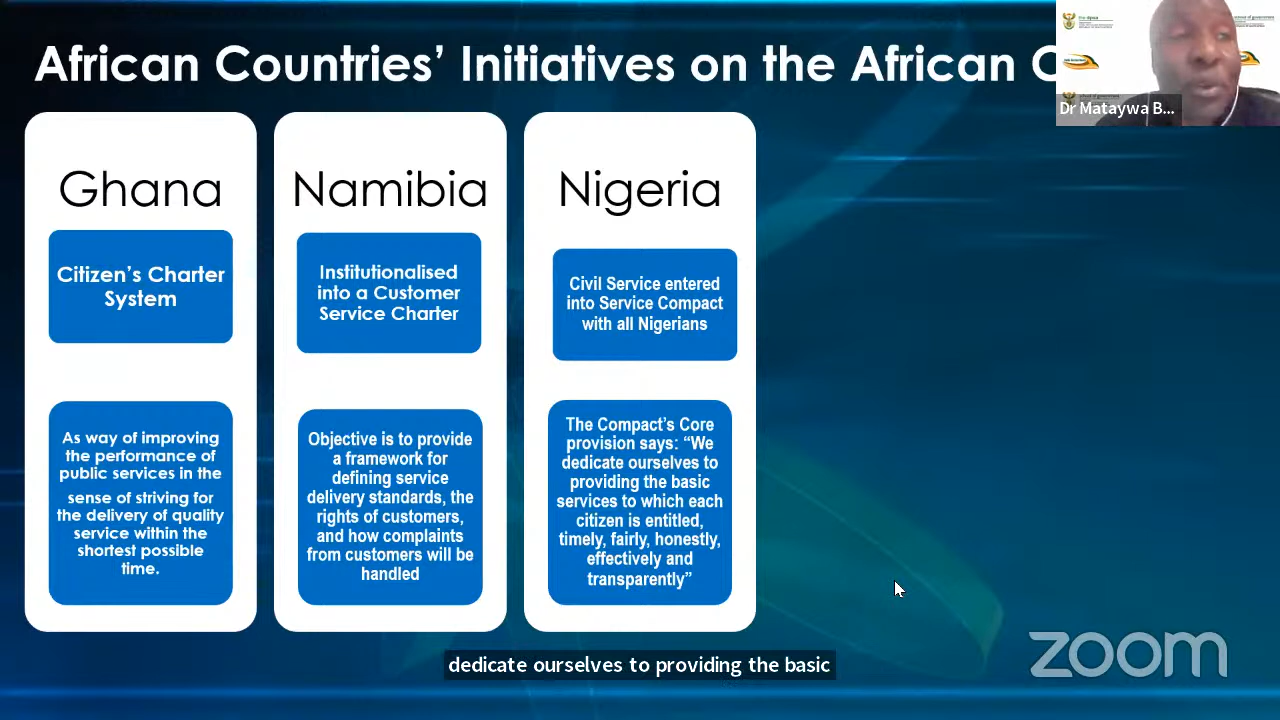 African Countries’ Initiatives on the African C
Dr Mataywa B...
Ghana
Citizen’s Charter
System
As way of improving
the performance of
public services in the
sense of striving for
the delivery of quality
service within the
shortest possible
time.
Namibia
Institutionalised
into a Customer
Service Charter
Objective is to provide
a framework for
defining service
delivery standards, the
rights of customers,
and how complaints
from customers will be
handled
Nigeria
Civil Service entered
into Service Compact
with all Nigerians
The Compact’s Core
provision says: “We
dedicate ourselves to
providing the basic
services to which each
citizen is entitled,
timely, fairly, honestly,
effectively and
transparently”
dedicate ourselves to providing the basic
zoom